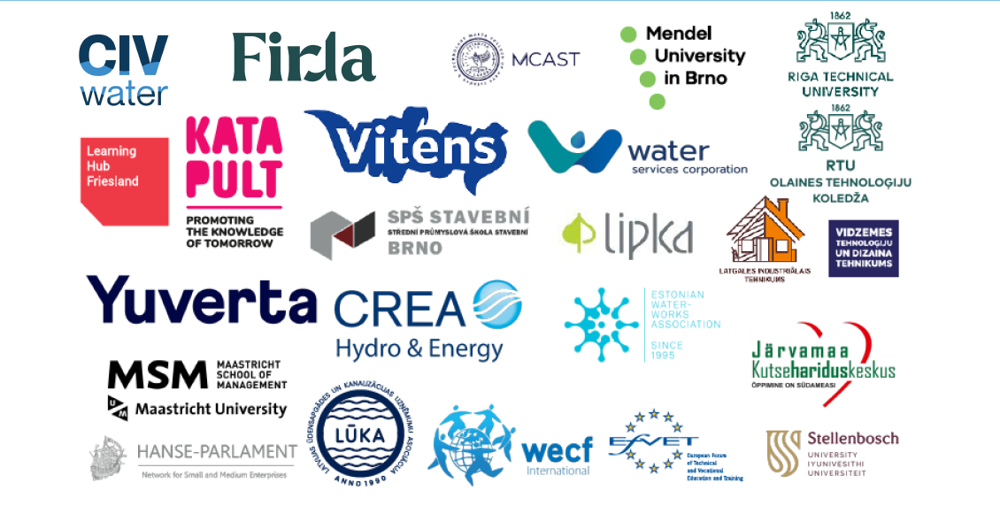 CIV
water
Firda
MCAST
Mendel
University
in Brno
1862
RIGA TECHNICAL
UNIVERSITY
Learning
Hub
Friesland
KATA
PULT
PROMOTING
THE KNOWLEDGE
OF TOMORROW
Vitens
water
services corporation
1862
RTU
OLAINES TEHNOLOĢIJU
KOLEDŽA
SPŠ STAVEBNÍ
STŘEDNÍ PRŮMYSLOVÁ ŠKOLA STAVEBNÍ
BRNO
lipka
LATGALES INDUSTRIĀLAIS
TEHNIKUMS
VIDZEMES
TEHNOLOĢIJU
UN DIZAINA
TEHNIKUMS
Yuverta
CREA
Hydro & Energy
ESTONIAN
WATER-
WORKS
ASSOCIATION
SINCE
1995
Järvamaa
Kutsehariduskeskus
ÕPPIMINE ON SÜDAMEASI
MSM
MAASTRICHT
SCHOOL OF
MANAGEMENT
UM
Maastricht University
HANSE-PARLAMENT
Network for Small and Medium Enterprises
LATVIJAS ŪDENSAPGĀDES UN KANALIZĀCIJAS UZŅĒMUMU ASOCIĀCIJA
LŪKA
ANNO 1990
wecf
International
EfVET
European Forum
of Technical
and Vocational
Education and Training
Stellenbosch
UNIVERSITY
IYUNIVESITHI
UNIVERSITEIT